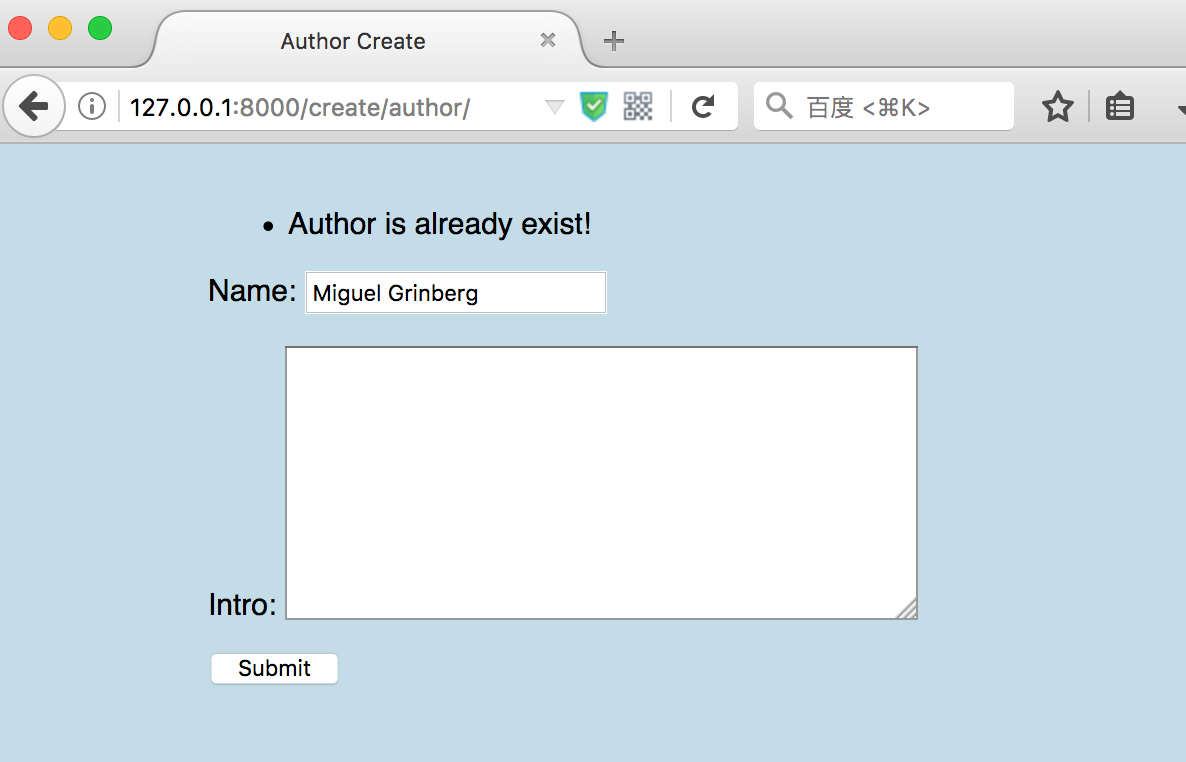 Author Create
127.0.0.1:8000/create/author/
百度 <⌘K>
Author is already exist!
Name: Miguel Grinberg
Intro:
Submit